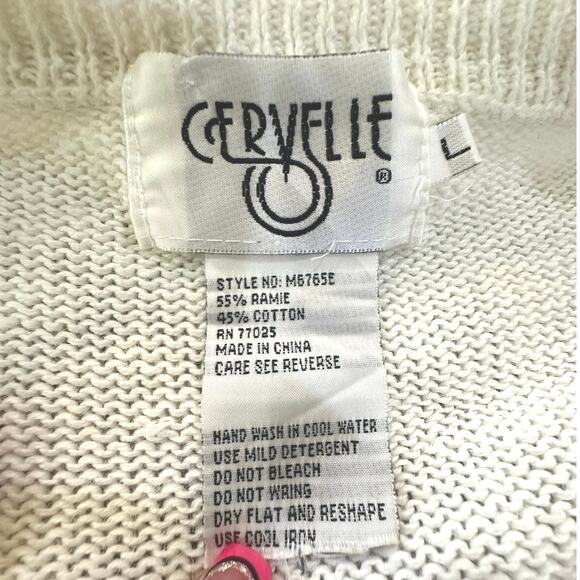 CERVELLE
®
L
STYLE NO: M6765E
55% RAMIE
45% COTTON
RN 77025
MADE IN CHINA
CARE SEE REVERSE
HAND WASH IN COOL WATER
USE MILD DETERGENT
DO NOT BLEACH
DO NOT WRING
DRY FLAT AND RESHAPE
USE COOL IRON